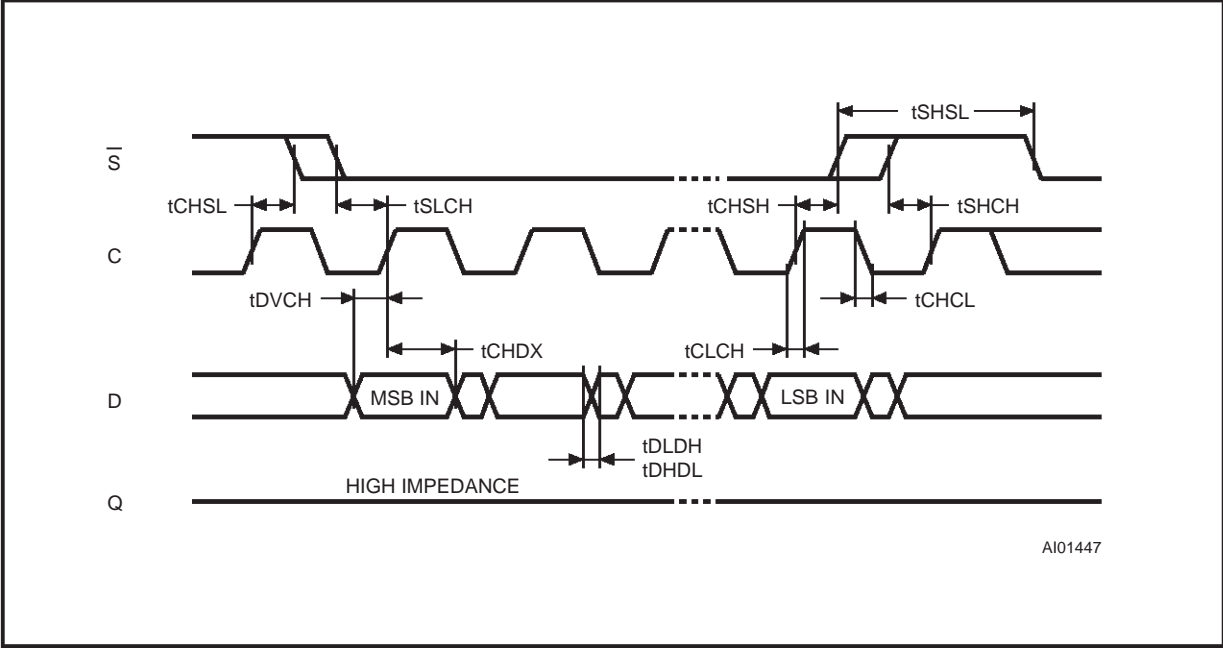 tSHSL
S̅
tCHSL
tSLCH
tCHSH
tSHCH
C
tDVCH
tCHCL
tCHDX
tCLCH
D
MSB IN
LSB IN
tDLDH
tDHDL
HIGH IMPEDANCE
Q
AI01447